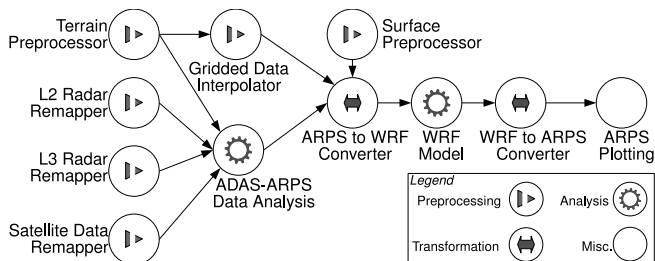 Terrain
Preprocessor
Gridded Data
Interpolator
Surface
Preprocessor
L2 Radar
Remapper
L3 Radar
Remapper
Satellite Data
Remapper
ADAS-ARPS
Data Analysis
ARPS to WRF
Converter
WRF
Model
WRF to ARPS
Converter
ARPS
Plotting
Legend
Preprocessing
Analysis
Transformation
Misc.